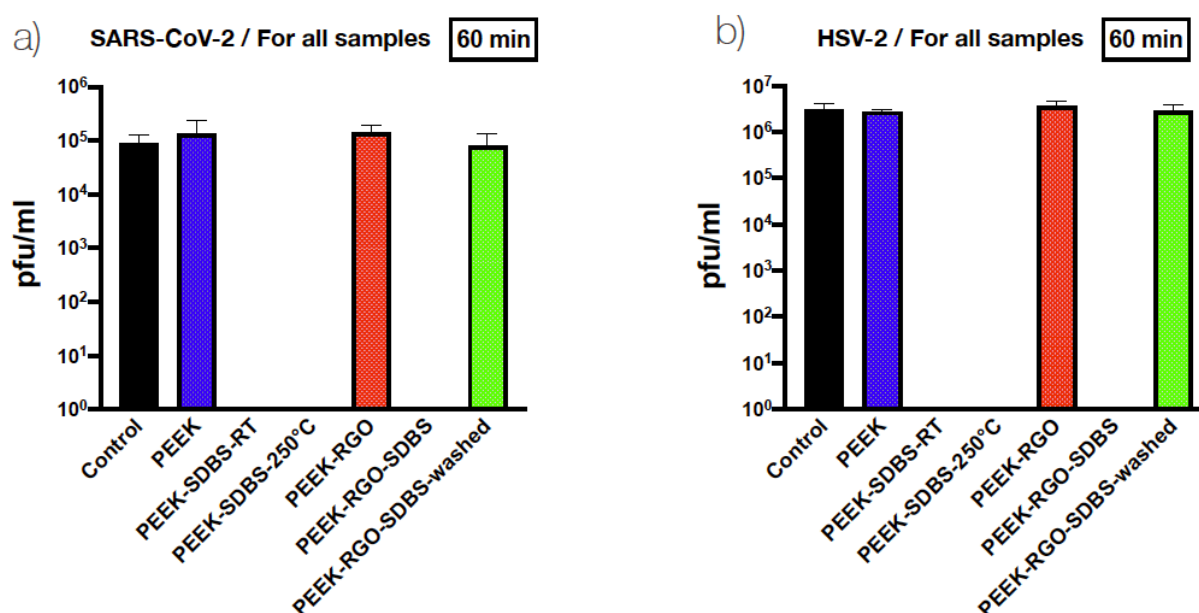 a)
SARS-CoV-2 / For all samples
60 min
pfu/ml
10⁶
10⁵
10⁴
10³
10²
10¹
10⁰
Control
PEEK
PEEK-SDBS-RT
PEEK-SDBS-250°C
PEEK-RGO
PEEK-RGO-SDBS
PEEK-RGO-SDBS-washed
b)
HSV-2 / For all samples
60 min
pfu/ml
10⁷
10⁶
10⁵
10⁴
10³
10²
10¹
10⁰
Control
PEEK
PEEK-SDBS-RT
PEEK-SDBS-250°C
PEEK-RGO
PEEK-RGO-SDBS
PEEK-RGO-SDBS-washed